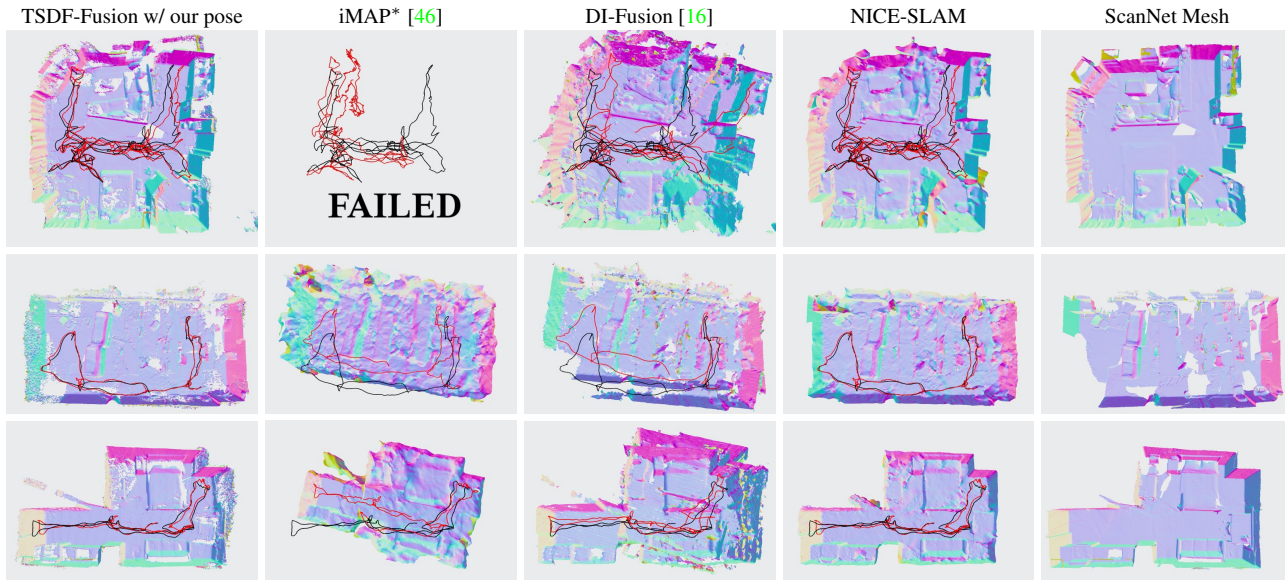 TSDF-Fusion w/ our pose iMAP* [46] DI-Fusion [16] NICE-SLAM ScanNet Mesh
FAILED